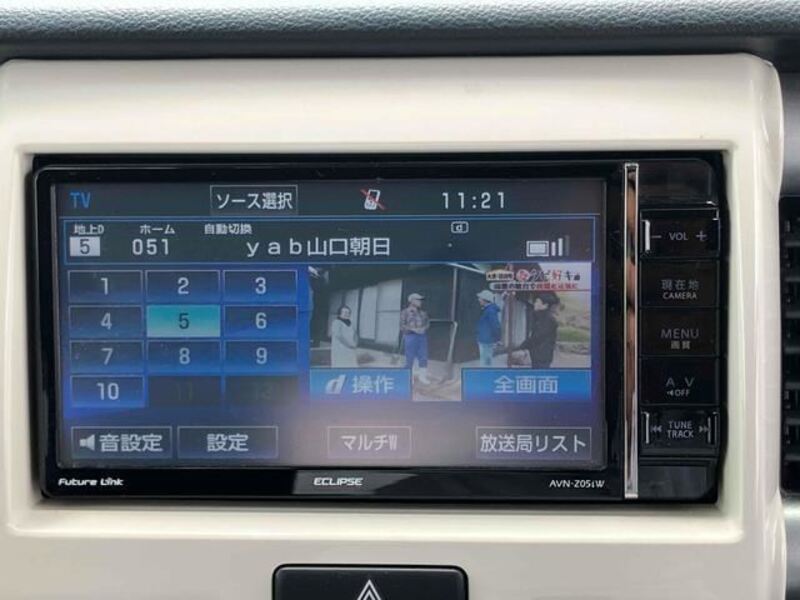 TV ソース選択 11:21
地上D ホーム 自動切換 d
5 051 yab山口朝日
1 2 3
4 5 6
7 8 9
10 11 12
d 操作 全画面
音設定 設定 マルチW 放送局リスト
Future Link ECLIPSE AVN-Z05iW
− VOL +
現在地
CAMERA
MENU
画質
AV
OFF
TUNE
TRACK